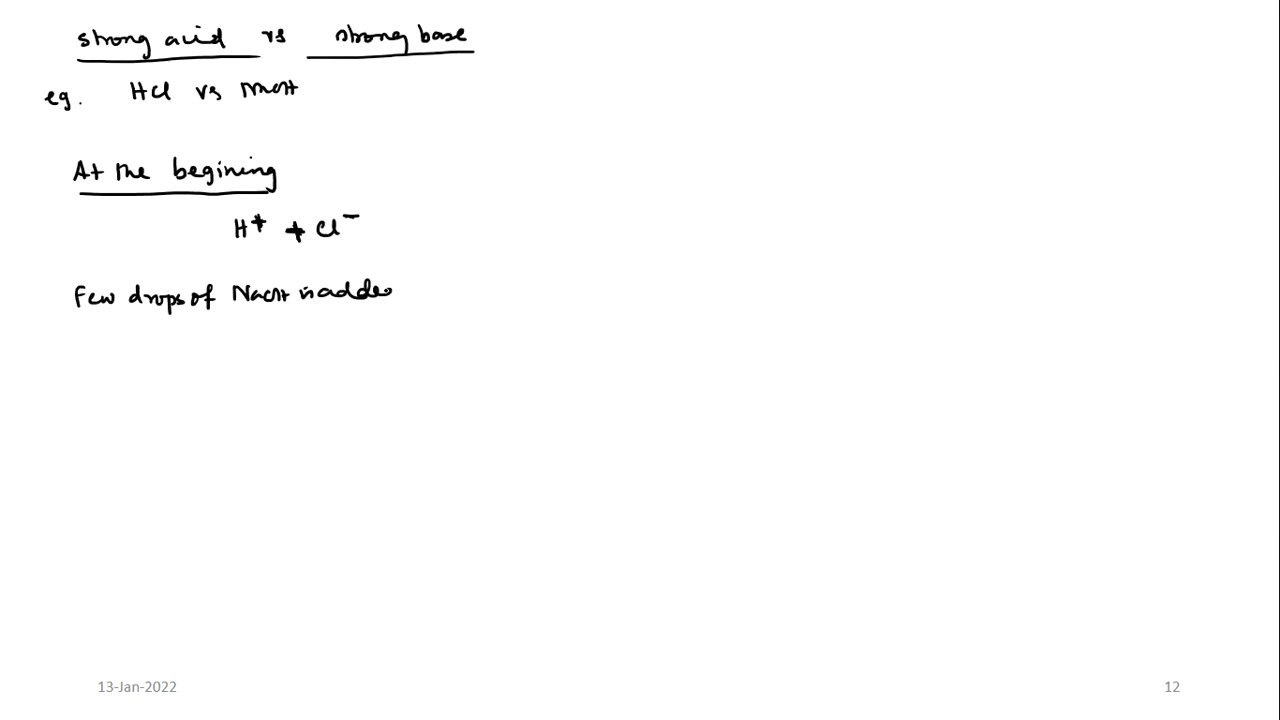 strong acid vs strong base
eg. HCl vs NaOH
At the begining
H+ + Cl-
Few drops of NaOH is added
13-Jan-2022
12